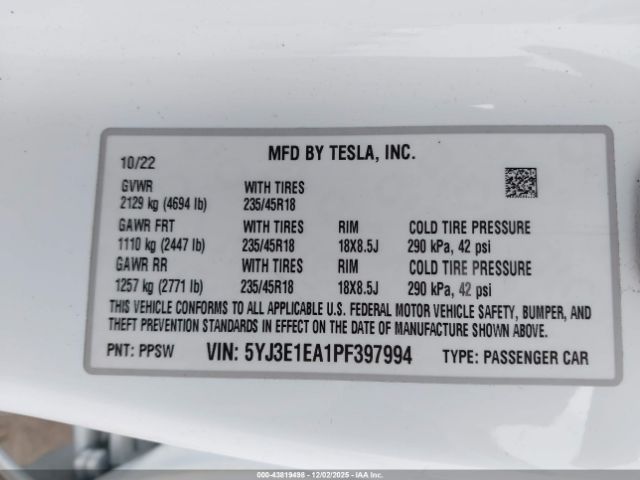 10/22 MFD BY TESLA, INC.
GVWR WITH TIRES
2129 kg (4694 lb) 235/45R18
GAWR FRT WITH TIRES RIM COLD TIRE PRESSURE
1110 kg (2447 lb) 235/45R18 18X8.5J 290 kPa, 42 psi
GAWR RR WITH TIRES RIM COLD TIRE PRESSURE
1257 kg (2771 lb) 235/45R18 18X8.5J 290 kPa, 42 psi
THIS VEHICLE CONFORMS TO ALL APPLICABLE U.S. FEDERAL MOTOR VEHICLE SAFETY, BUMPER, AND
THEFT PREVENTION STANDARDS IN EFFECT ON THE DATE OF MANUFACTURE SHOWN ABOVE.
PNT: PPSW VIN: 5YJ3E1EA1PF397994 TYPE: PASSENGER CAR
000-43819498 - 12/02/2025 - IAA Inc.